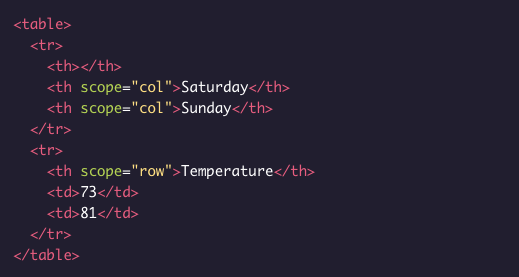 <table>
  <tr>
    <th></th>
    <th scope="col">Saturday</th>
    <th scope="col">Sunday</th>
  </tr>
  <tr>
    <th scope="row">Temperature</th>
    <td>73</td>
    <td>81</td>
  </tr>
</table>